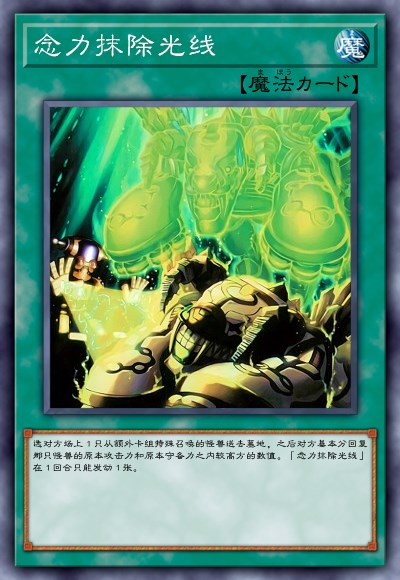 念力抹除光线
魔
【魔法カード】
ま ほう
选对方场上1只从额外卡组特殊召唤的怪兽送去墓地，之后对方基本分回复
那只怪兽的原本攻击力和原本守备力之内较高方的数值。「念力抹除光线」
在1回合只能发动1张。